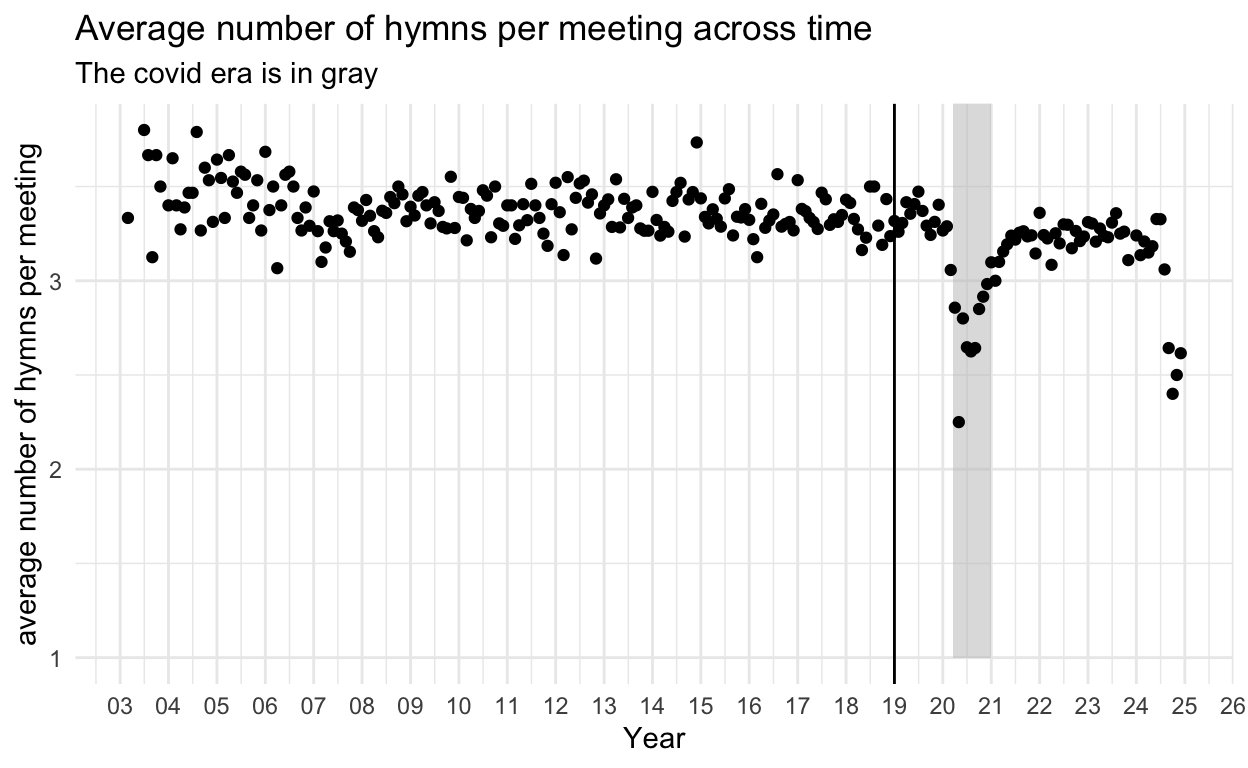 Average number of hymns per meeting across time
The covid era is in gray
average number of hymns per meeting
3
2
1
03 04 05 06 07 08 09 10 11 12 13 14 15 16 17 18 19 20 21 22 23 24 25 26
Year